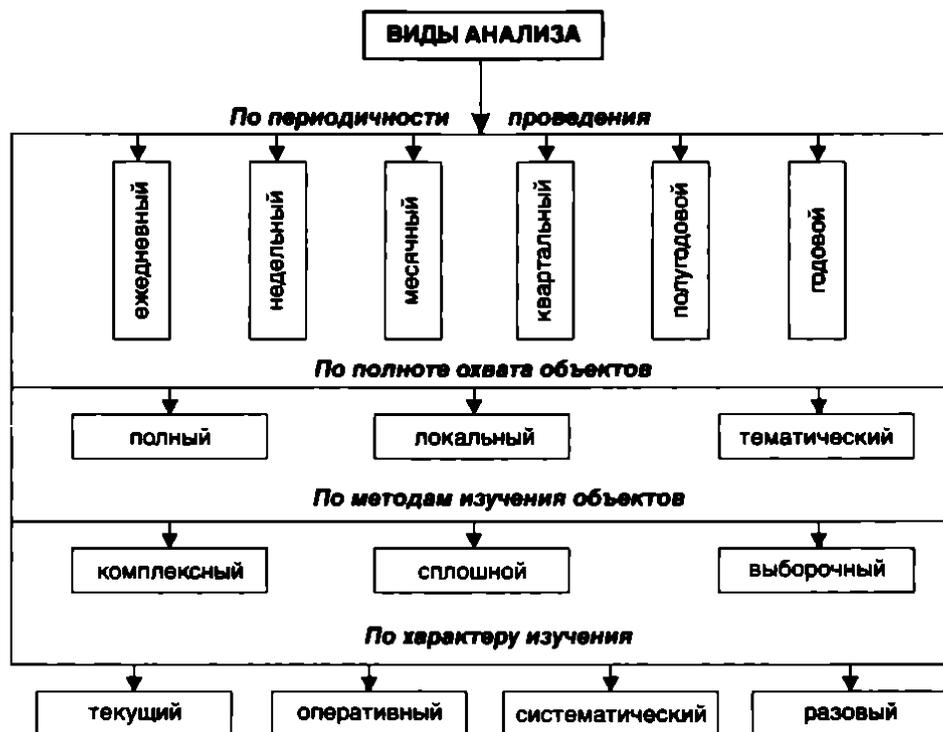 ВИДЫ АНАЛИЗА
По периодичности проведения
ежедневный
недельный
месячный
квартальный
полугодовой
годовой
По полноте охвата объектов
полный
локальный
тематический
По методам изучения объектов
комплексный
сплошной
выборочный
По характеру изучения
текущий
оперативный
систематический
разовый